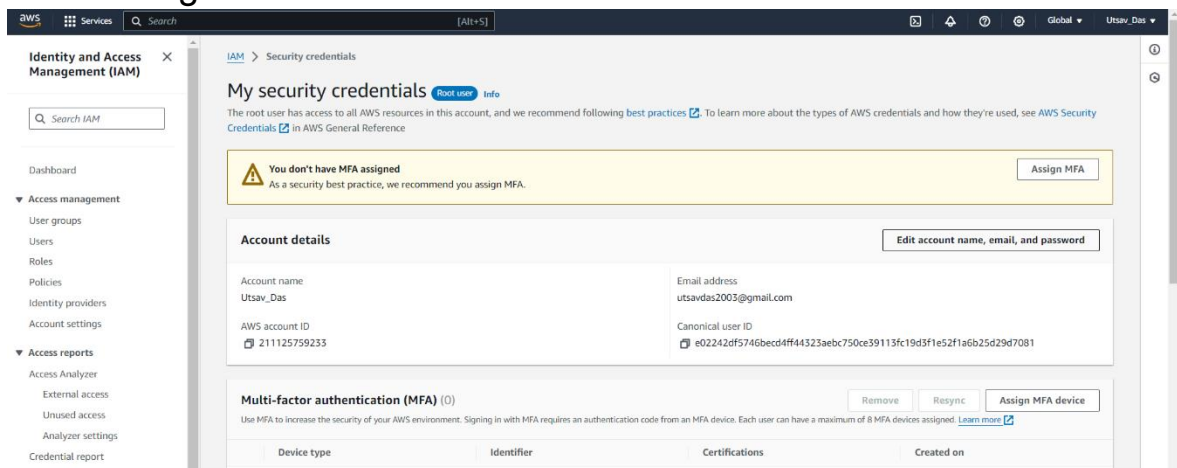 aws
Services
Search
[Alt+S]
Global
Utsav_Das
Identity and Access
Management (IAM)
Search IAM
Dashboard
Access management
User groups
Users
Roles
Policies
Identity providers
Account settings
Access reports
Access Analyzer
External access
Unused access
Analyzer settings
Credential report
IAM > Security credentials
My security credentials Root user Info
The root user has access to all AWS resources in this account, and we recommend following best practices. To learn more about the types of AWS credentials and how they're used, see AWS Security
Credentials in AWS General Reference
You don't have MFA assigned
As a security best practice, we recommend you assign MFA.
Assign MFA
Account details
Edit account name, email, and password
Account name
Utsav_Das
Email address
utsavdas2003@gmail.com
AWS account ID
211125759233
Canonical user ID
e02242df5746becd4ff44323aebc750ce39113fc19d3f1e52f1a6b25d29d7081
Multi-factor authentication (MFA) (0)
Remove
Resync
Assign MFA device
Use MFA to increase the security of your AWS environment. Signing in with MFA requires an authentication code from an MFA device. Each user can have a maximum of 8 MFA devices assigned. Learn more
Device type
Identifier
Certifications
Created on